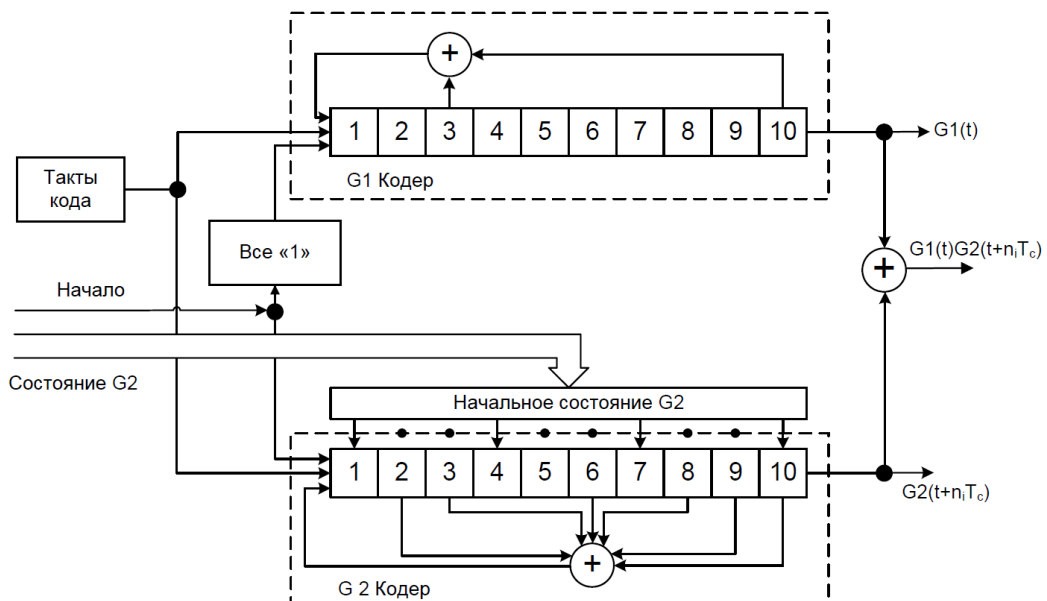 +
1 2 3 4 5 6 7 8 9 10
G1(t)
G1 Кодер
Такты
кода
Все «1»
+
G1(t)G2(t+nᵢT꜀)
Начало
Состояние G2
Начальное состояние G2
1 2 3 4 5 6 7 8 9 10
G2(t+nᵢT꜀)
+
G 2 Кодер